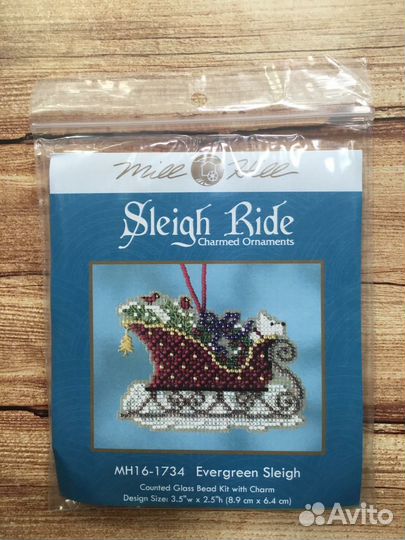 Mill Hill
Sleigh Ride
Charmed Ornaments
MH16-1734 Evergreen Sleigh
Counted Glass Bead Kit with Charm
Design Size: 3.5"w x 2.5"h (8.9 cm x 6.4 cm)
Avito